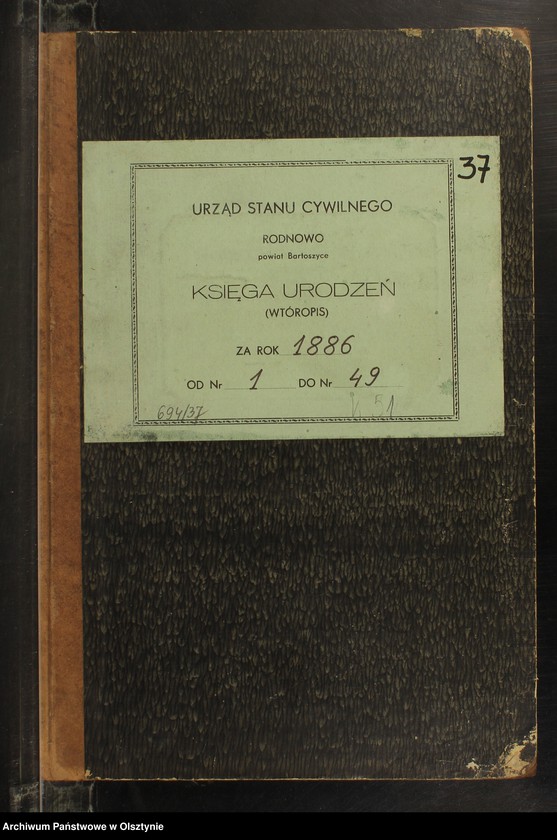 37
URZĄD STANU CYWILNEGO
RODNOWO
powiat Bartoszyce
KSIĘGA URODZEŃ
(WTÓROPIS)
ZA ROK 1886
OD Nr 1 DO Nr 49
694/37
Archiwum Państwowe w Olsztynie